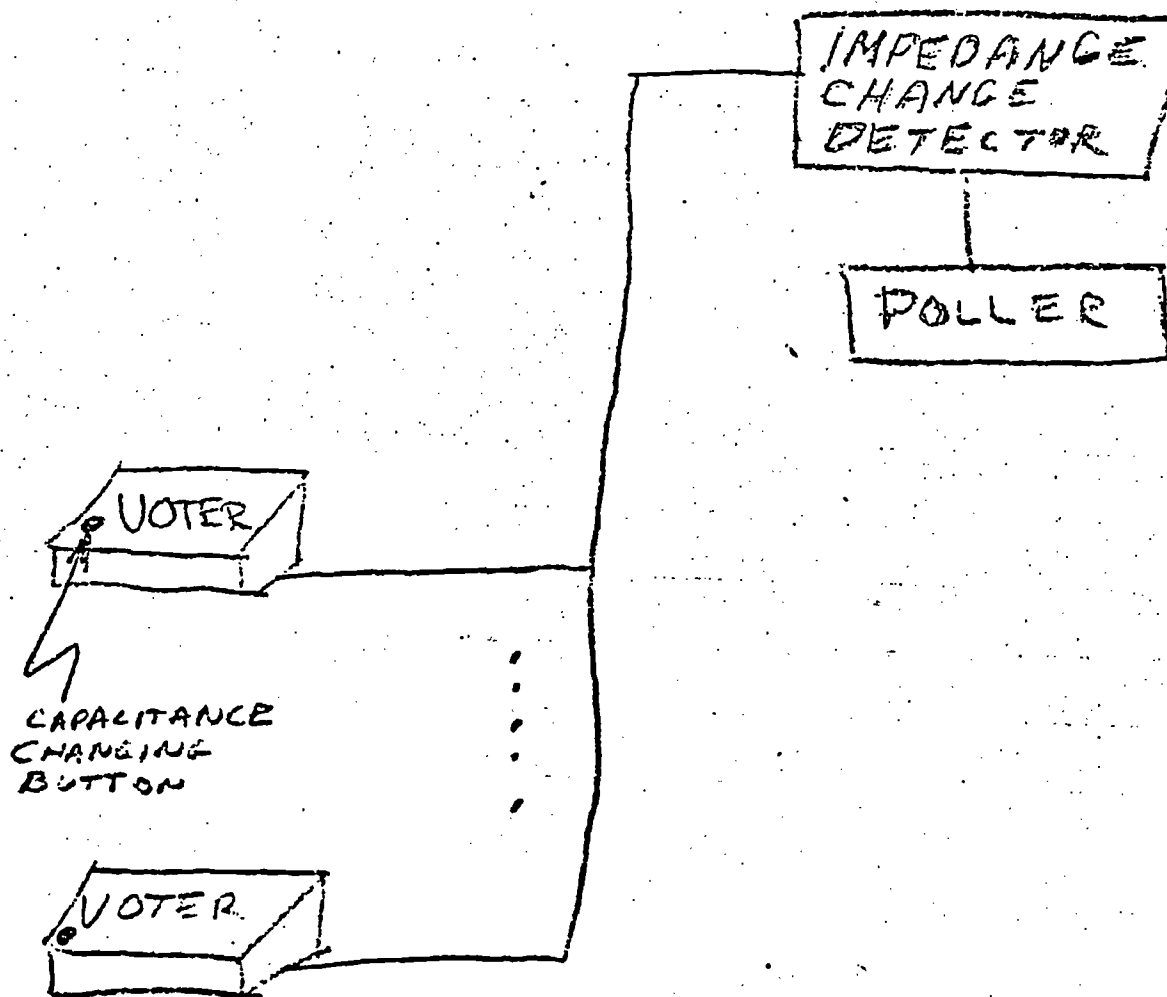 IMPEDANCE
CHANGE
DETECTOR
POLLER
VOTER
CAPACITANCE
CHANGING
BUTTON
VOTER